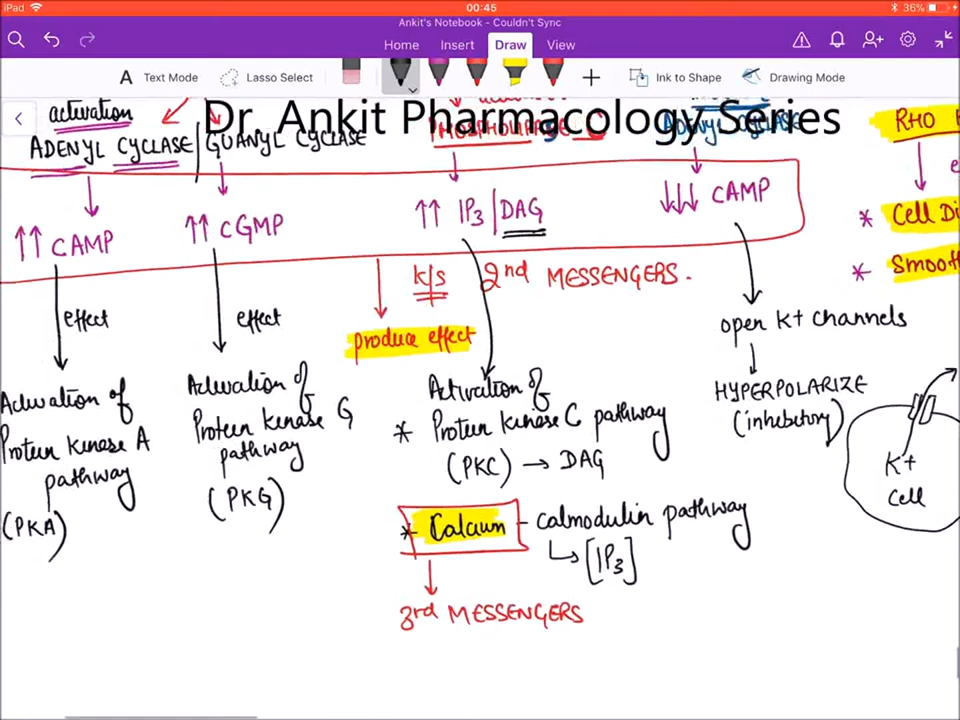 iPad
00:45
36%
Ankit's Notebook - Couldn't Sync
Home Insert Draw View
A Text Mode Lasso Select Ink to Shape Drawing Mode
Dr. Ankit Pharmacology Series
activation
ADENYL CYCLASE | GUANYL CYCLASE
RHO
↑↑ cAMP
↑↑ cGMP
↑↑ IP3 | DAG
↓↓↓ cAMP
* Cell Di
* Smooth
k/s 2nd MESSENGERS.
produce effect
effect
effect
open K+ channels
HYPERPOLARIZE
(inhibitory)
K+
cell
Activation of
Protein kinase A
pathway
(PKA)
Activation of
Protein kinase G
pathway
(PKG)
Activation of
* Protein kinase C pathway
(PKC) → DAG
* Calcium - calmodulin pathway
↳ [IP3]
3rd MESSENGERS